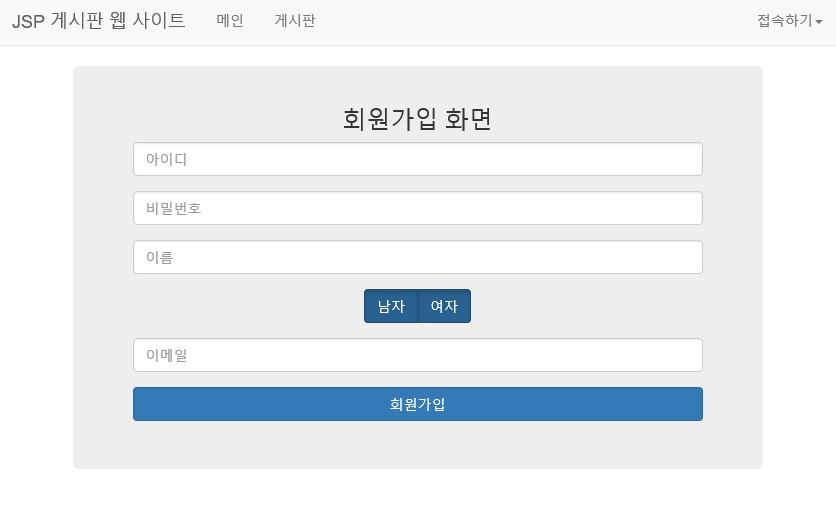 JSP 게시판 웹 사이트 메인 게시판 접속하기
회원가입 화면
아이디
비밀번호
이름
남자 여자
이메일
회원가입